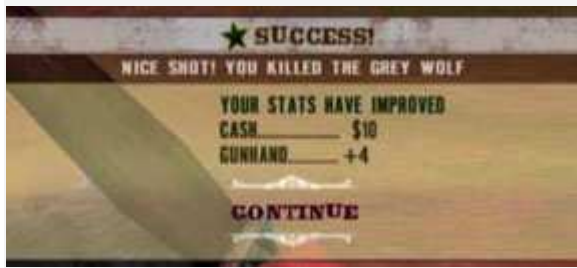 SUCCESS!
NICE SHOT! YOU KILLED THE GREY WOLF
YOUR STATS HAVE IMPROVED
CASH............... $10
GUNHAND......... +4
CONTINUE